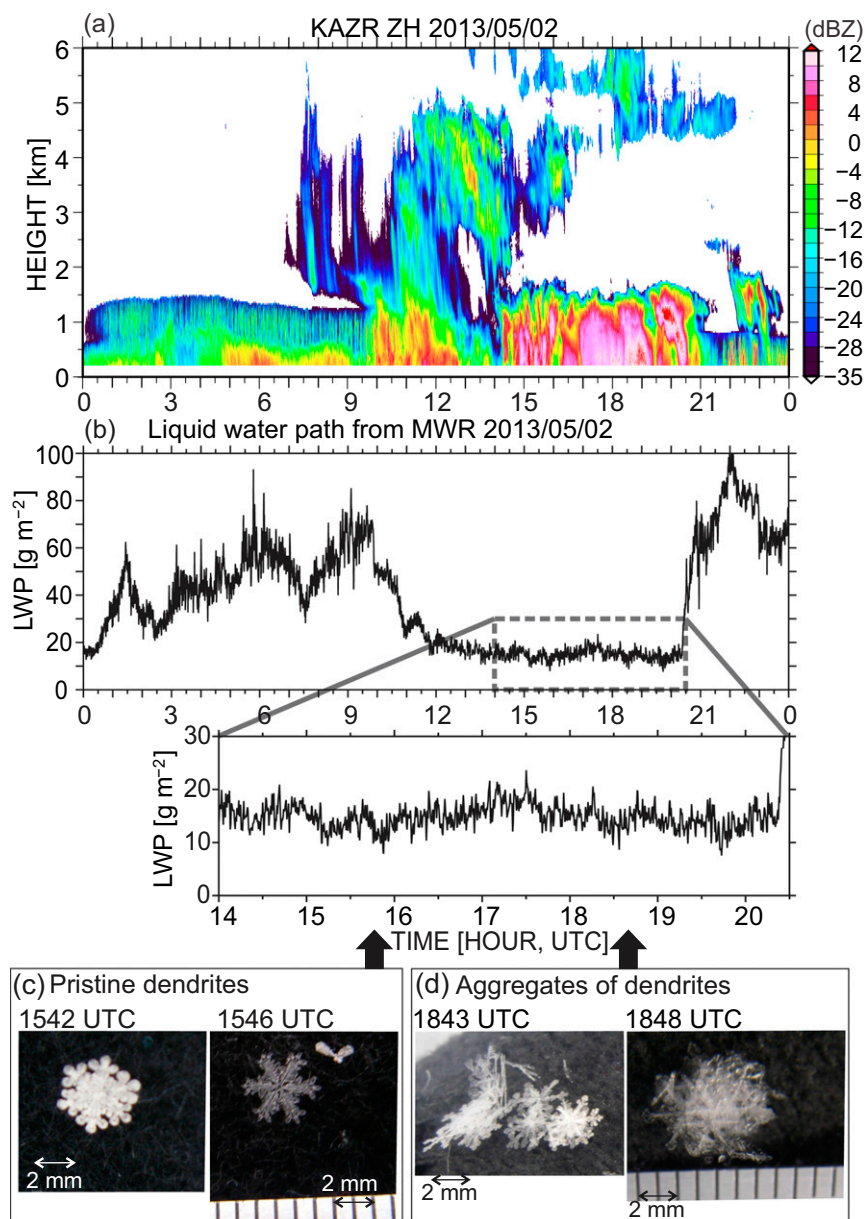 (a) KAZR ZH 2013/05/02 (dBZ)
6
5
4
3
2
1
0
HEIGHT [km]
12
8
4
0
−4
−8
−12
−16
−20
−24
−28
−35
0 3 6 9 12 15 18 21 0
(b) Liquid water path from MWR 2013/05/02
100
80
60
40
20
0
LWP [g m−2]
0 3 6 9 12 15 18 21 0
30
20
10
0
LWP [g m−2]
14 15 16 17 18 19 20
TIME [HOUR, UTC]
(c) Pristine dendrites
1542 UTC 1546 UTC
2 mm 2 mm
(d) Aggregates of dendrites
1843 UTC 1848 UTC
2 mm 2 mm